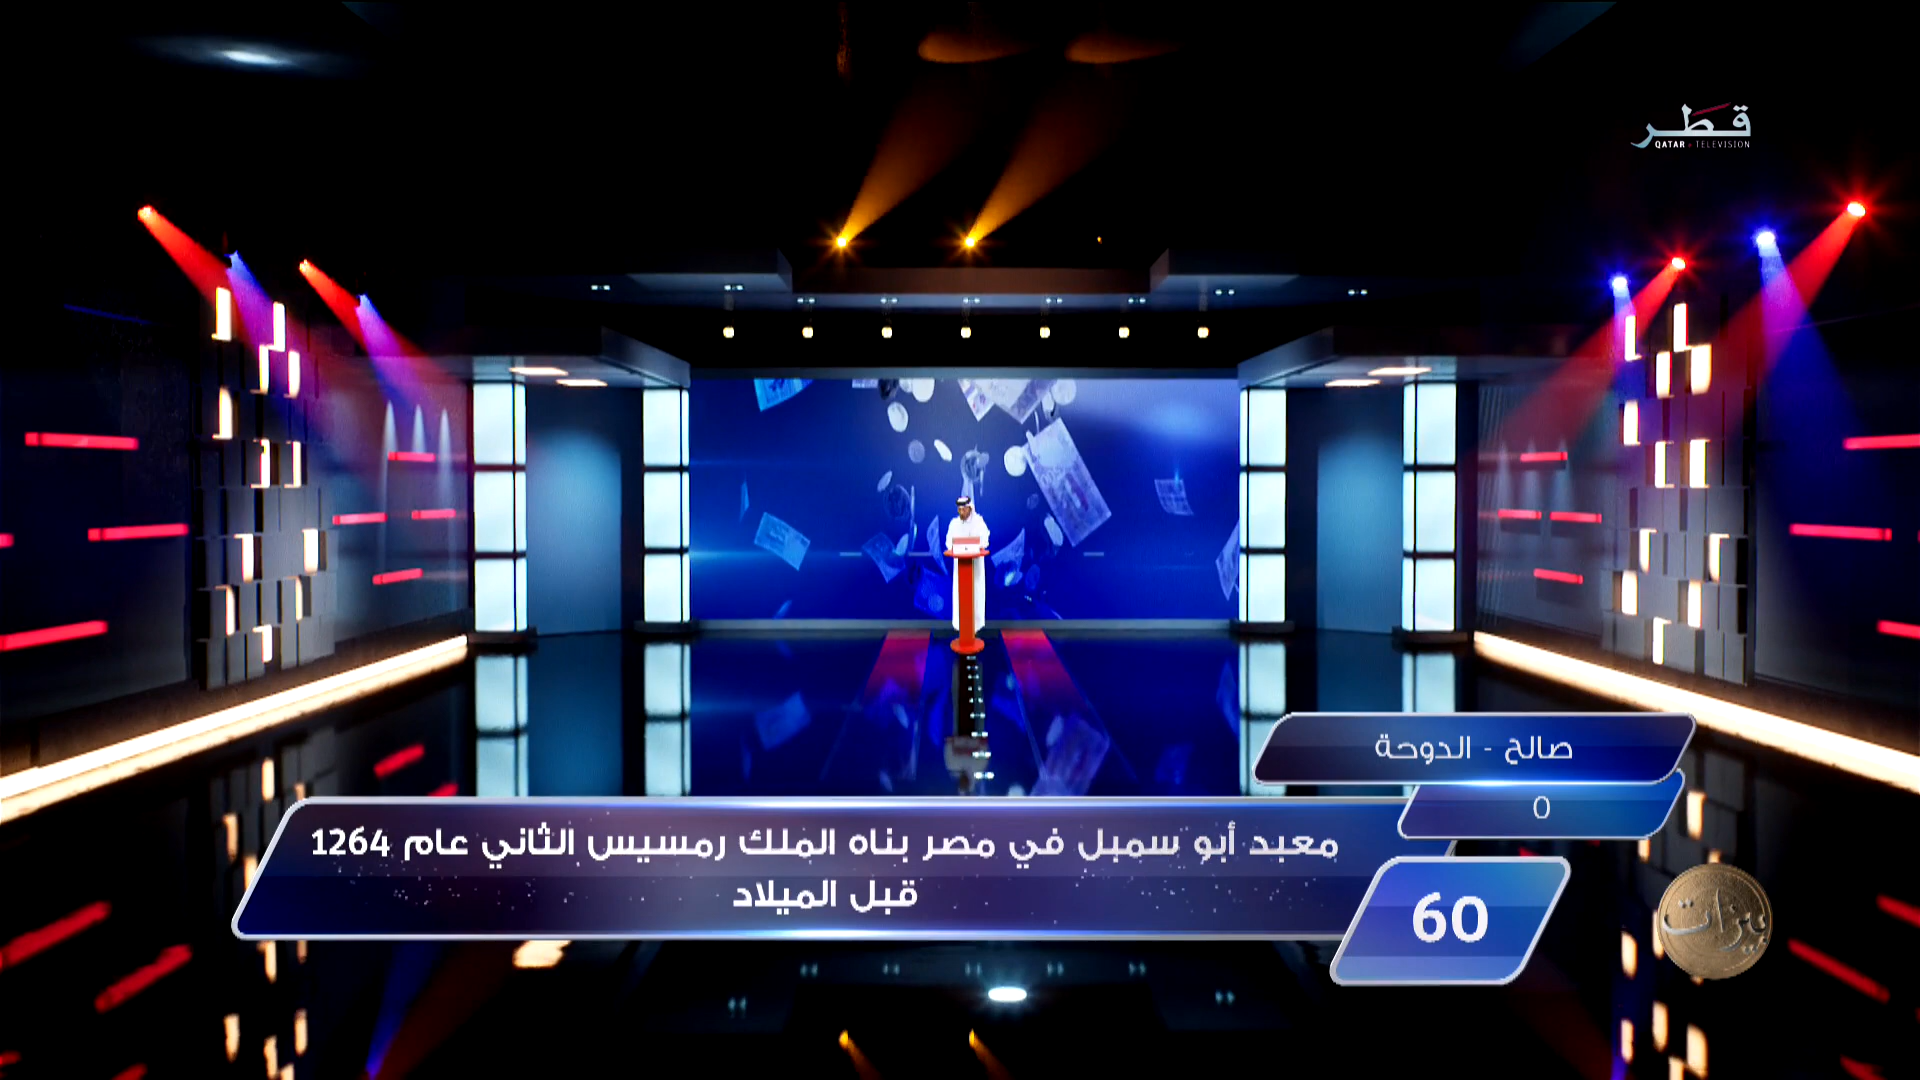 قطر
QATAR TELEVISION
صالح - الدوحة
0
معبد أبو سمبل في مصر بناه الملك رمسيس الثاني عام 1264
قبل الميلاد
60
بيزات